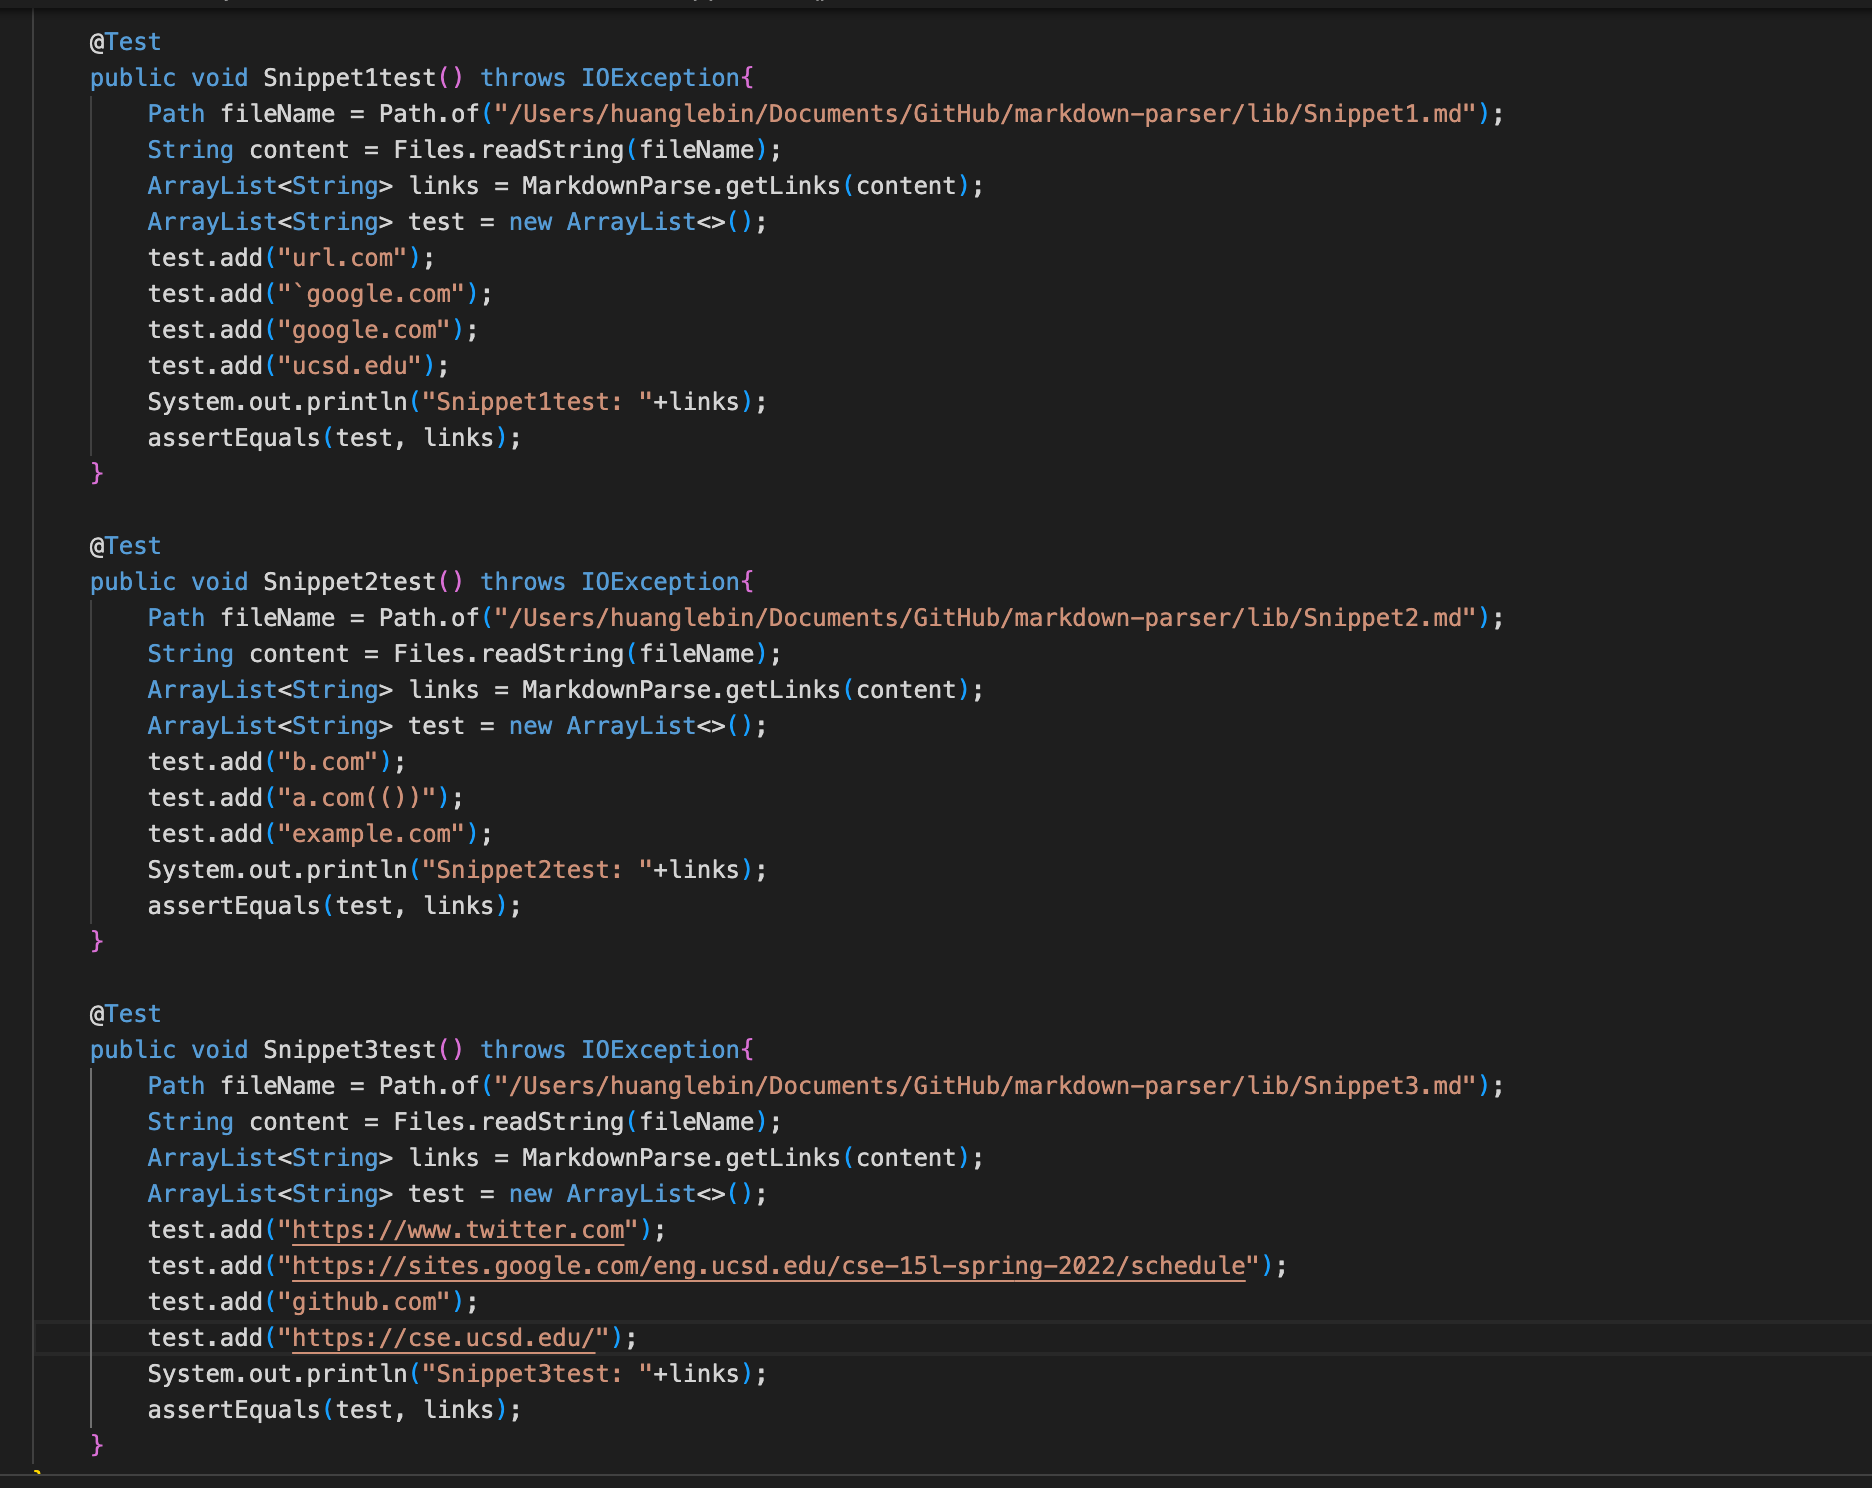 @Test
public void Snippet1test() throws IOException{
Path fileName = Path.of("/Users/huanglebin/Documents/GitHub/markdown-parser/lib/Snippet1.md");
String content = Files.readString(fileName);
ArrayList<String> links = MarkdownParse.getLinks(content);
ArrayList<String> test = new ArrayList<>();
test.add("url.com");
test.add("`google.com");
test.add("google.com");
test.add("ucsd.edu");
System.out.println("Snippet1test: "+links);
assertEquals(test, links);
}
@Test
public void Snippet2test() throws IOException{
Path fileName = Path.of("/Users/huanglebin/Documents/GitHub/markdown-parser/lib/Snippet2.md");
String content = Files.readString(fileName);
ArrayList<String> links = MarkdownParse.getLinks(content);
ArrayList<String> test = new ArrayList<>();
test.add("b.com");
test.add("a.com(())");
test.add("example.com");
System.out.println("Snippet2test: "+links);
assertEquals(test, links);
}
@Test
public void Snippet3test() throws IOException{
Path fileName = Path.of("/Users/huanglebin/Documents/GitHub/markdown-parser/lib/Snippet3.md");
String content = Files.readString(fileName);
ArrayList<String> links = MarkdownParse.getLinks(content);
ArrayList<String> test = new ArrayList<>();
test.add("https://www.twitter.com");
test.add("https://sites.google.com/eng.ucsd.edu/cse-15l-spring-2022/schedule");
test.add("github.com");
test.add("https://cse.ucsd.edu/");
System.out.println("Snippet3test: "+links);
assertEquals(test, links);
}